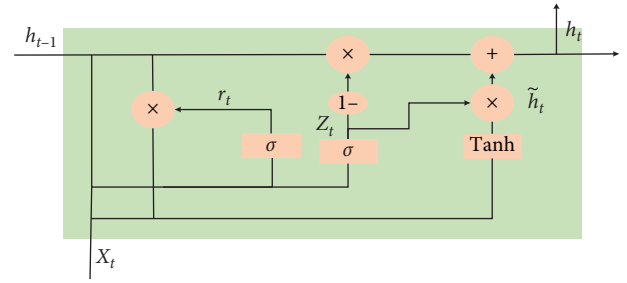 h_{t–1}
h_t
×
+
×
r_t
1–
×
h̃_t
Z_t
σ
σ
Tanh
X_t